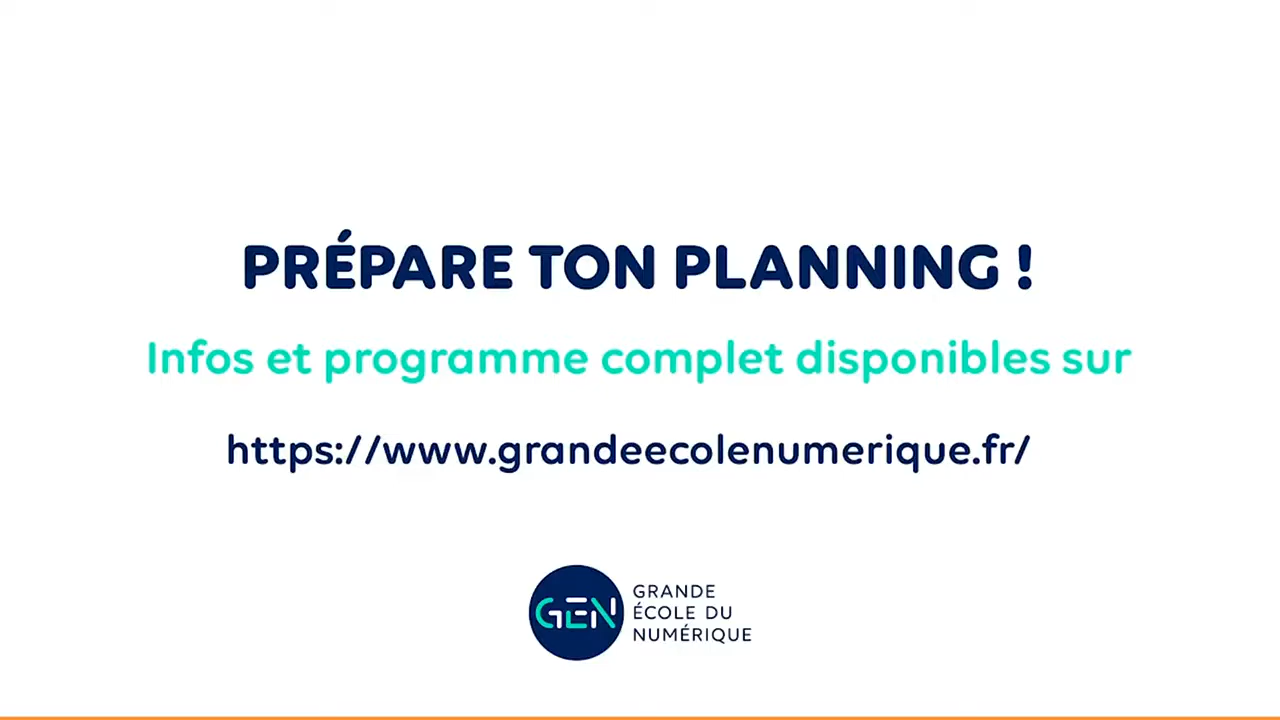 PRÉPARE TON PLANNING !
Infos et programme complet disponibles sur
https://www.grandeecolenumerique.fr/
GEN
GRANDE
ÉCOLE DU
NUMÉRIQUE